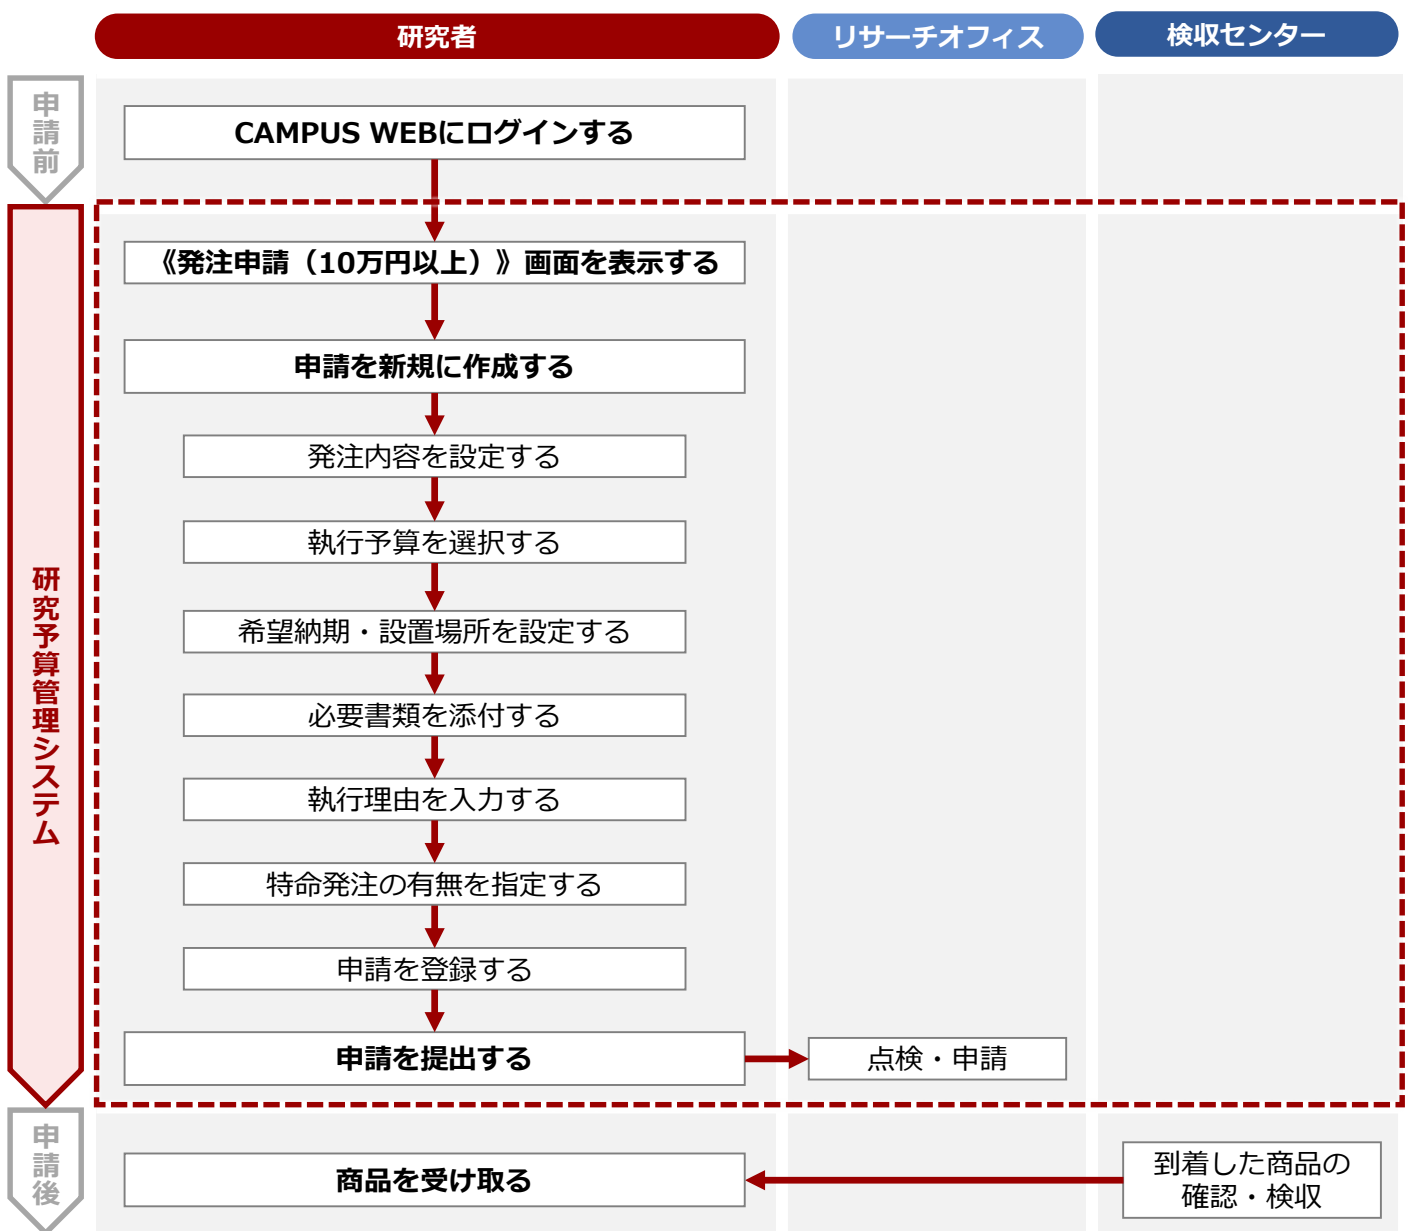 研究者
リサーチオフィス
検収センター
申請前
CAMPUS WEBにログインする
研究予算管理システム
《発注申請（10万円以上）》画面を表示する
申請を新規に作成する
発注内容を設定する
執行予算を選択する
希望納期・設置場所を設定する
必要書類を添付する
執行理由を入力する
特命発注の有無を指定する
申請を登録する
申請を提出する
点検・申請
申請後
商品を受け取る
到着した商品の
確認・検収